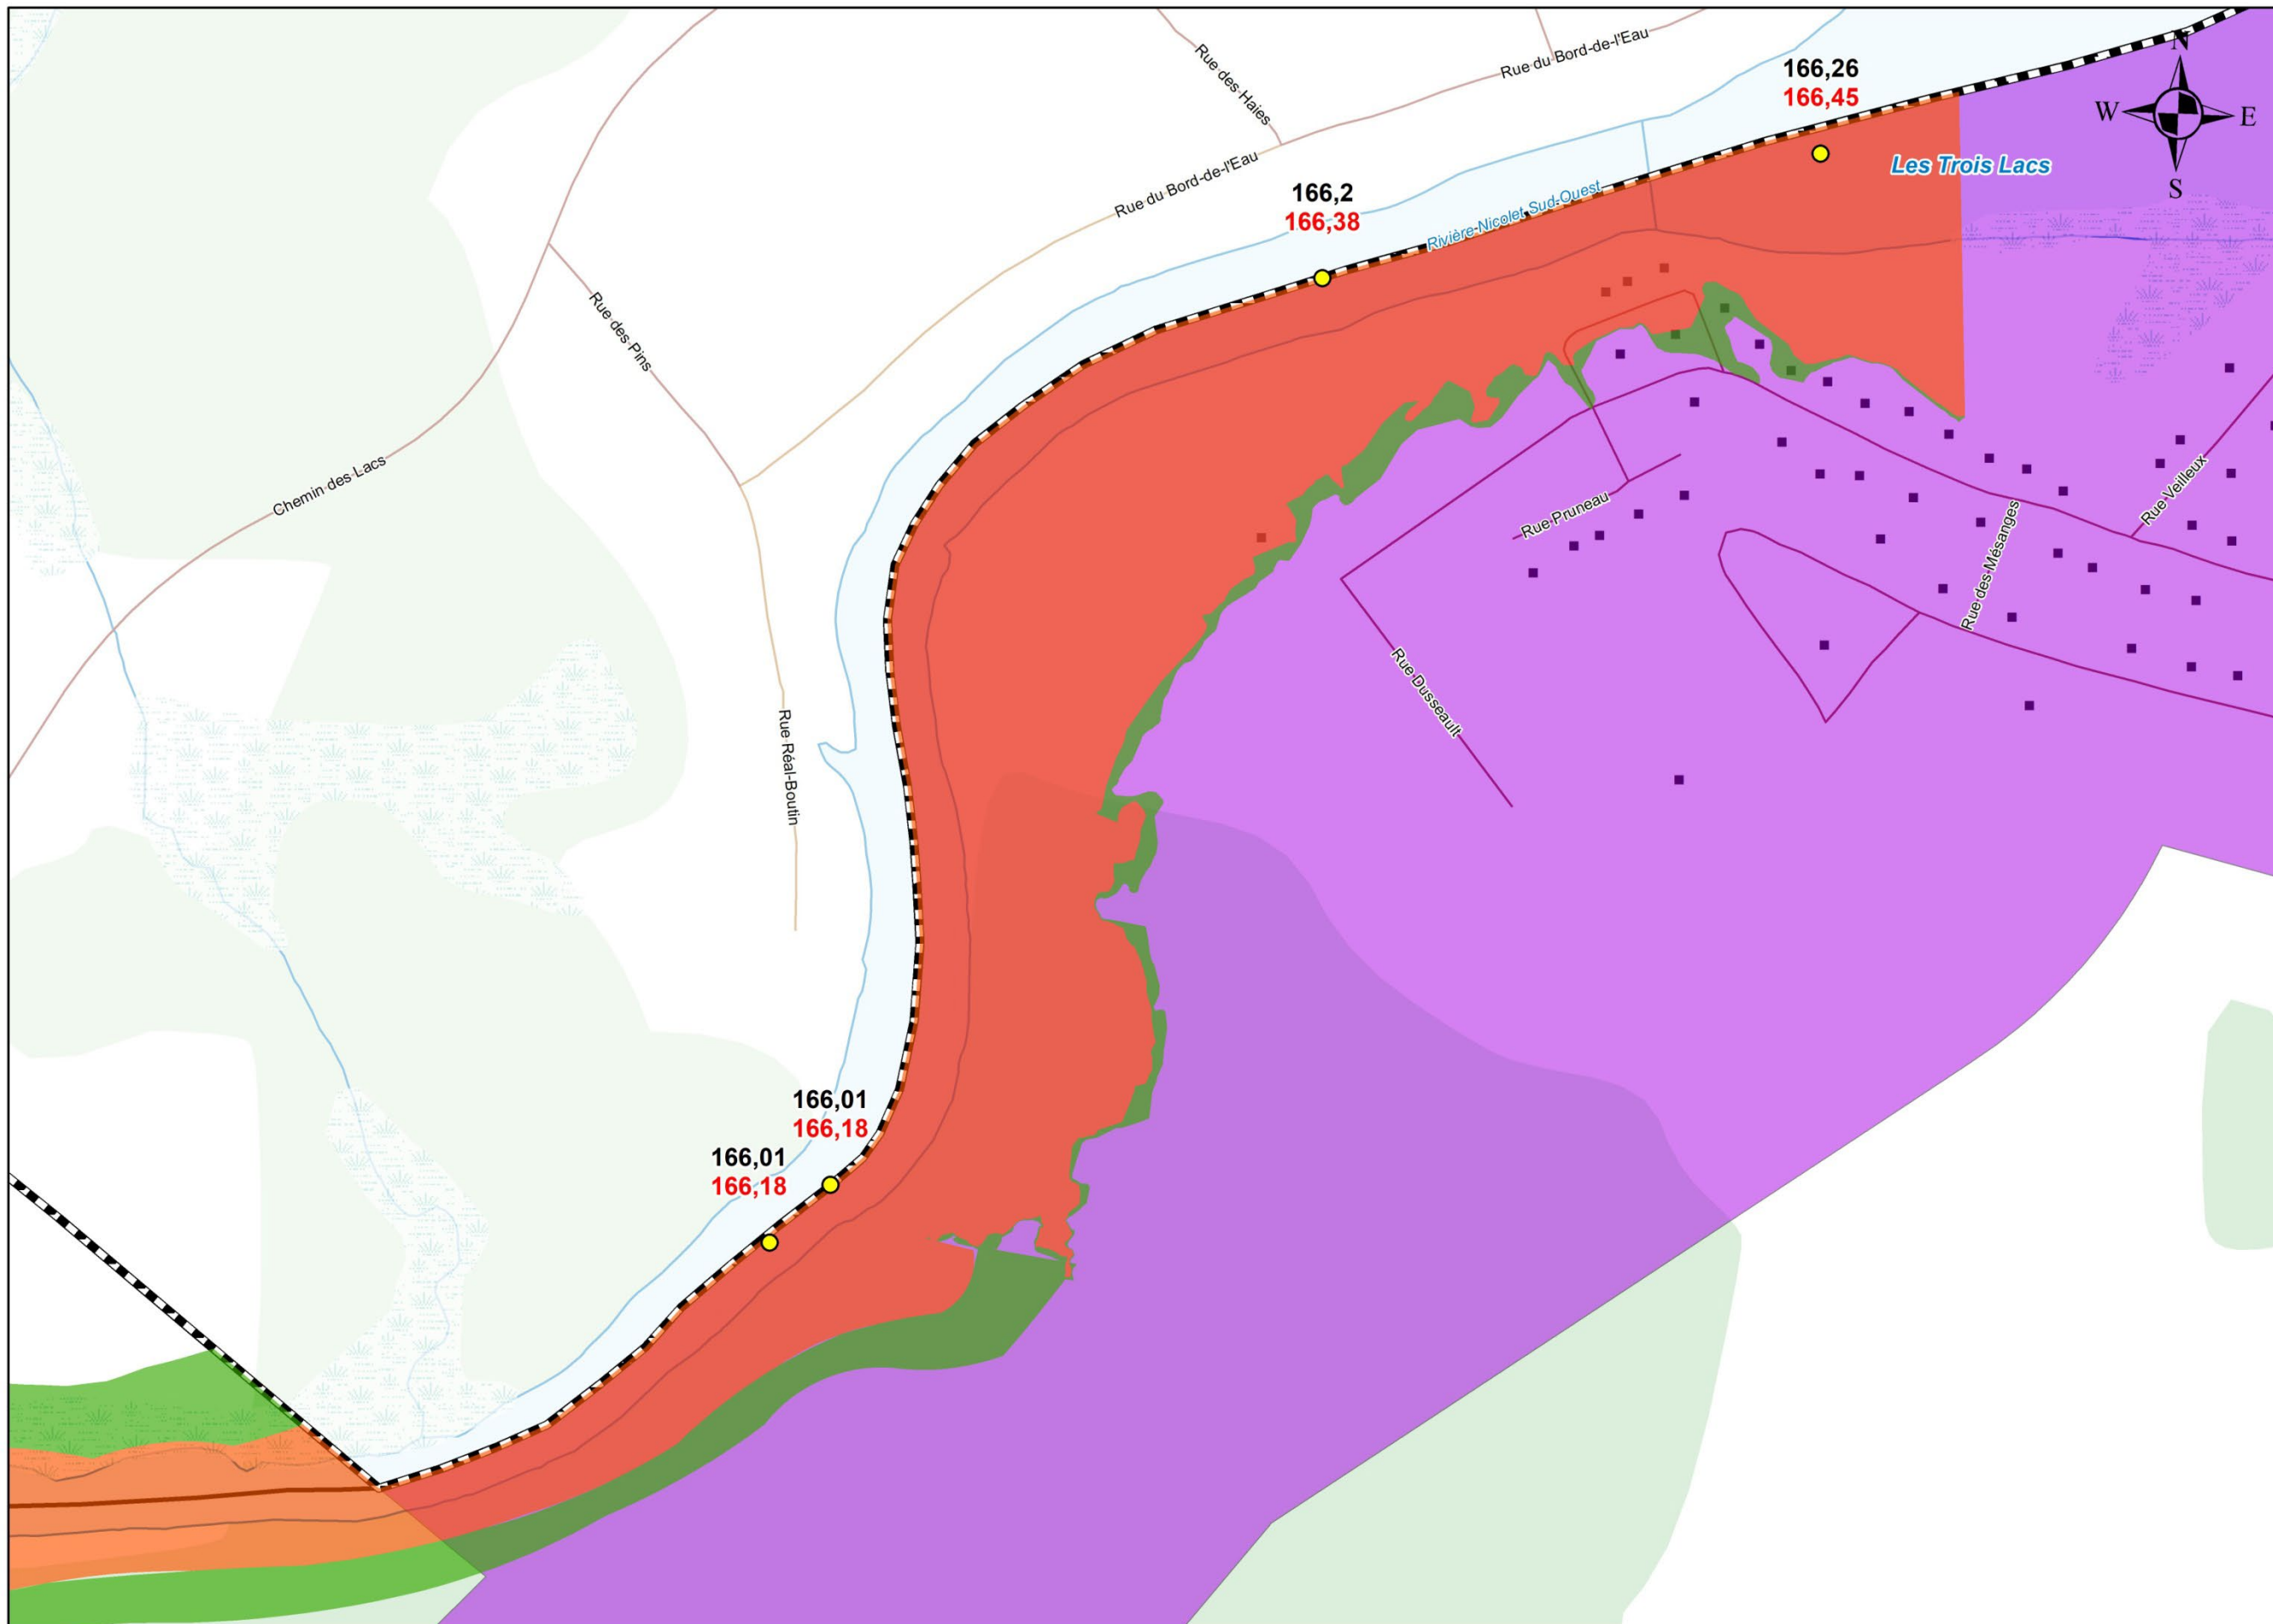 Rue des Haies
Rue du Bord-de-l'Eau
N
W
E
S
166,26
166,45
Les Trois Lacs
Rue du Bord-de-l'Eau
166,2
166,38
Rivière Nicolet Sud-Ouest
Rue des Pins
Chemin des Lacs
Rue Pruneau
Rue Veilleux
Rue des Mésanges
Rue Dusseault
Rue Réal-Boutin
166,01
166,18
166,01
166,18